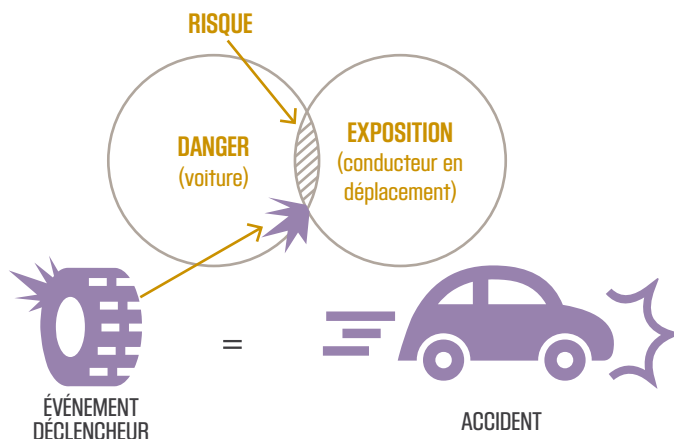 RISQUE
DANGER
(voiture)
EXPOSITION
(conducteur en
déplacement)
=
ÉVÉNEMENT
DÉCLENCHEUR
ACCIDENT